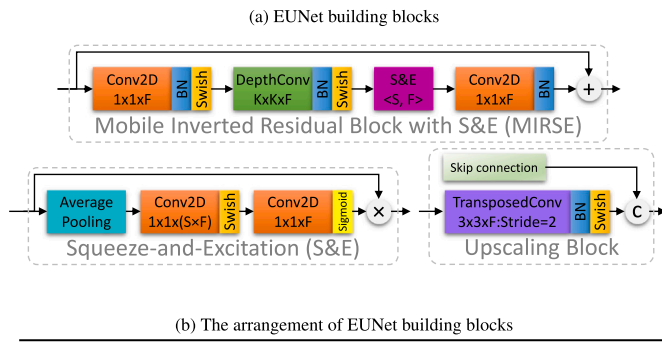 (a) EUNet building blocks
Conv2D
1x1xF
BN
Swish
DepthConv
KxKxF
BN
Swish
S&E
<S, F>
Conv2D
1x1xF
BN
+
Mobile Inverted Residual Block with S&E (MIRSE)
Average
Pooling
Conv2D
1x1x(S×F)
Swish
Conv2D
1x1xF
Sigmoid
×
Squeeze-and-Excitation (S&E)
Skip connection
TransposedConv
3x3xF:Stride=2
BN
Swish
C
Upscaling Block
(b) The arrangement of EUNet building blocks